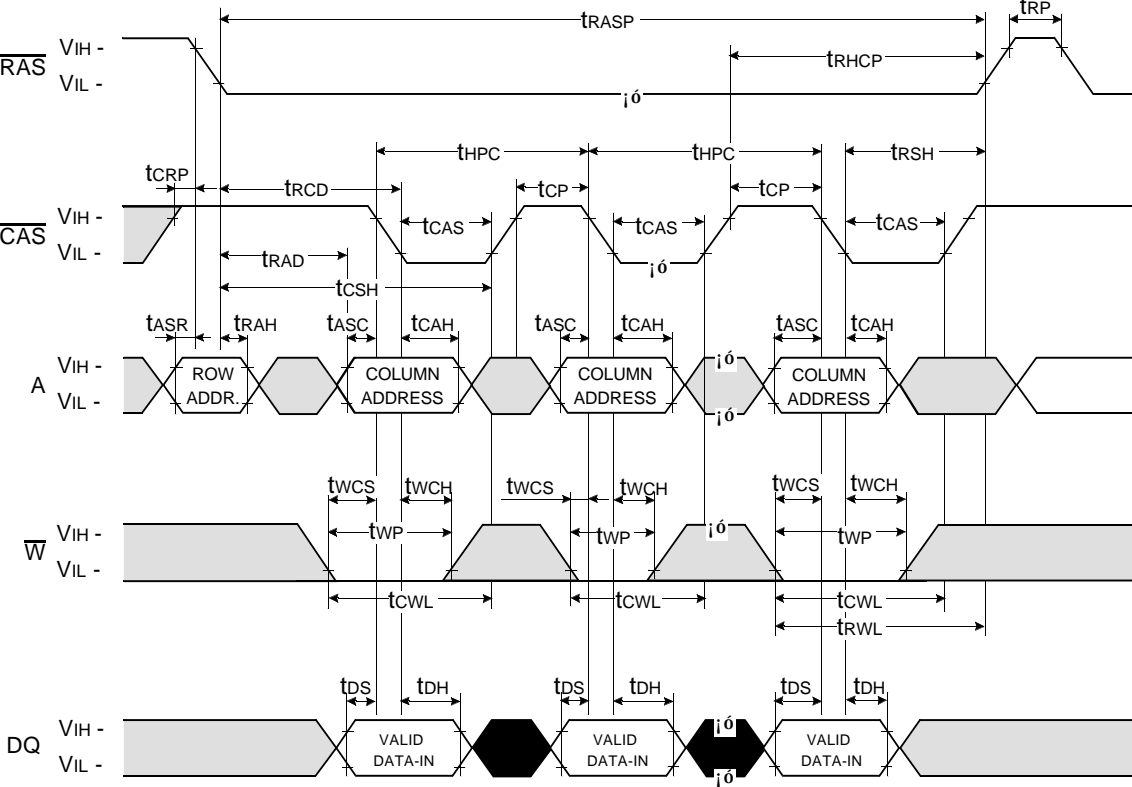 tRASP tRP
RAS VIH - tRHCP
VIL -
¡ó
tHPC tHPC tRSH
tCRP tRCD tCP tCP
CAS VIH - tCAS tCAS tCAS
VIL - tRAD ¡ó
tCSH
tASR tRAH tASC tCAH tASC tCAH tASC tCAH
A VIH - ROW COLUMN COLUMN ¡ó COLUMN
VIL - ADDR. ADDRESS ADDRESS ¡ó ADDRESS
tWCS tWCH tWCS tWCH tWCS tWCH
W VIH - tWP tWP ¡ó tWP
VIL -
tCWL tCWL tCWL
tRWL
tDS tDH tDS tDH tDS tDH
DQ VIH - VALID VALID ¡ó VALID
VIL - DATA-IN DATA-IN ¡ó DATA-IN